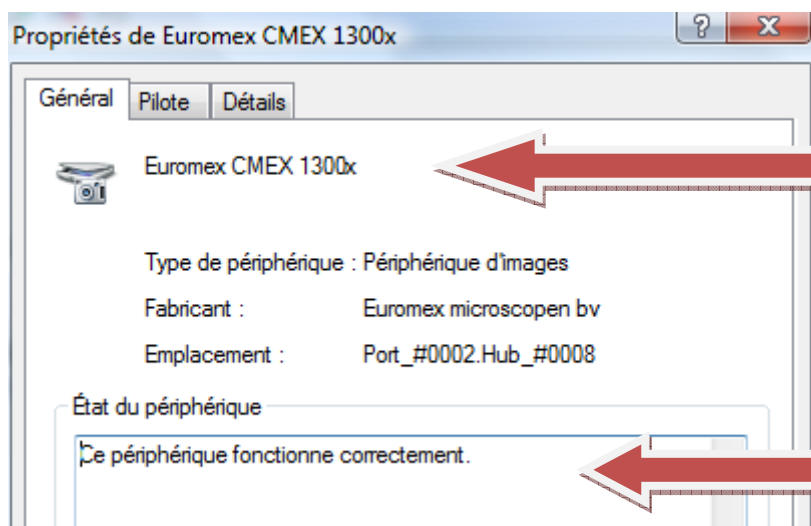 Propriétés de Euromex CMEX 1300x
Général Pilote Détails
Euromex CMEX 1300x
Type de périphérique : Périphérique d'images
Fabricant : Euromex microscopen bv
Emplacement : Port_#0002.Hub_#0008
État du périphérique
Ce périphérique fonctionne correctement.